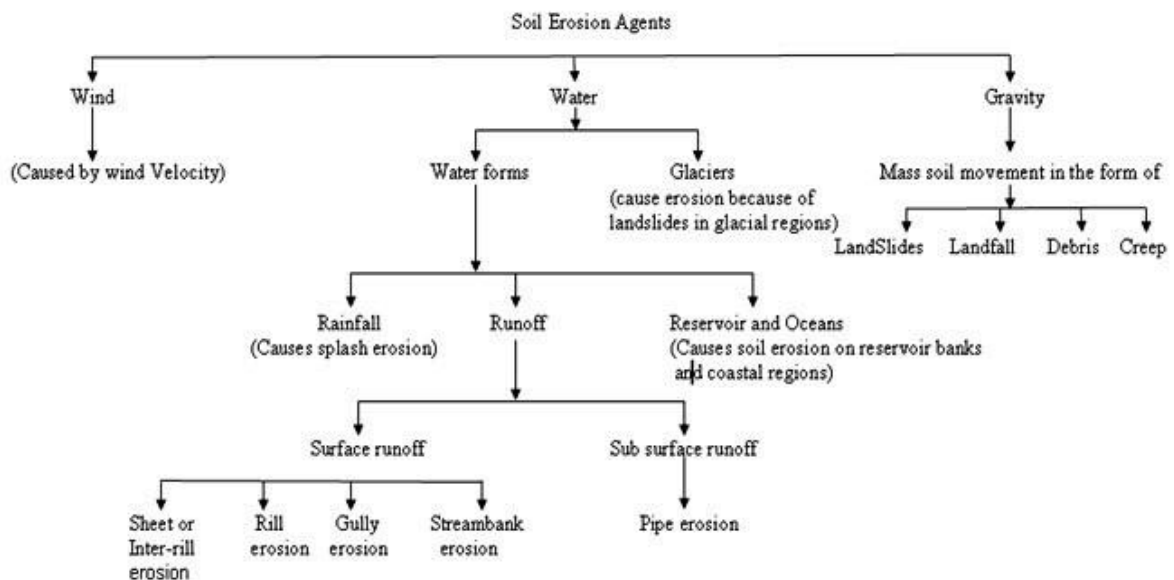 Soil Erosion Agents
Wind
Water
Gravity
(Caused by wind Velocity)
Water forms
Glaciers
(cause erosion because of
landslides in glacial regions)
Mass soil movement in the form of
LandSlides
Landfall
Debris
Creep
Rainfall
(Causes splash erosion)
Runoff
Reservoir and Oceans
(Causes soil erosion on reservoir banks
and coastal regions)
Surface runoff
Sub surface runoff
Sheet or
Inter-rill
erosion
Rill
erosion
Gully
erosion
Streambank
erosion
Pipe erosion